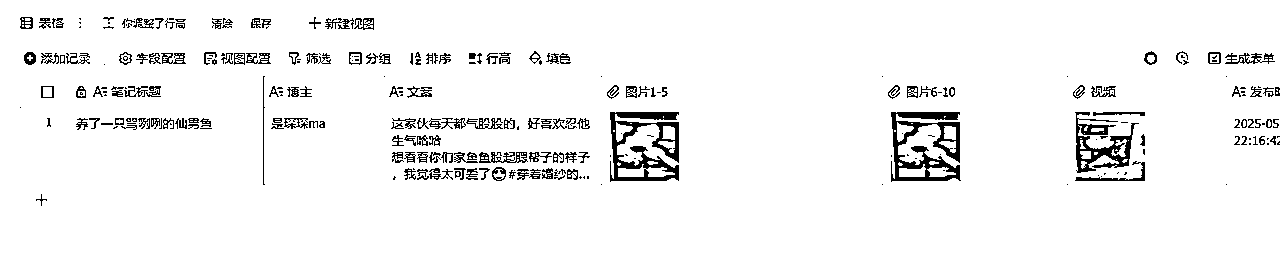 表格 你调整了行高 清除 保存 新建视图
添加记录 字段配置 视图配置 筛选 分组 排序 行高 填色 生成表单
笔记标题 博主 文案 图片1-5 图片6-10 视频 发布时
1 养了一只骂咧咧的仙男鱼 是琛琛ma 这家伙每天都气股股的，好喜欢忍他 2025-05
生气哈哈 22:16:42
想看看你们家鱼鱼股起腮帮子的样子
，我觉得太可爱了😍#穿着婚纱的...